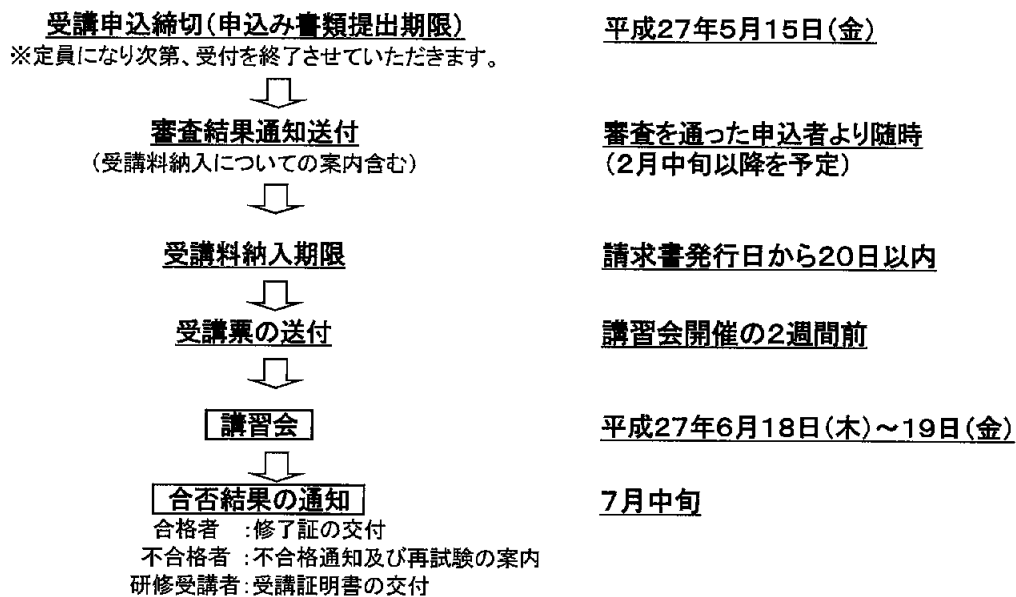 受講申込締切(申込み書類提出期限) 平成27年5月15日(金)
※定員になり次第、受付を終了させていただきます。
審査結果通知送付 審査を通った申込者より随時
(受講料納入についての案内含む) (2月中旬以降を予定)
受講料納入期限 請求書発行日から20日以内
受講票の送付 講習会開催の2週間前
講習会 平成27年6月18日(木)～19日(金)
合否結果の通知 7月中旬
合格者 :修了証の交付
不合格者 :不合格通知及び再試験の案内
研修受講者:受講証明書の交付